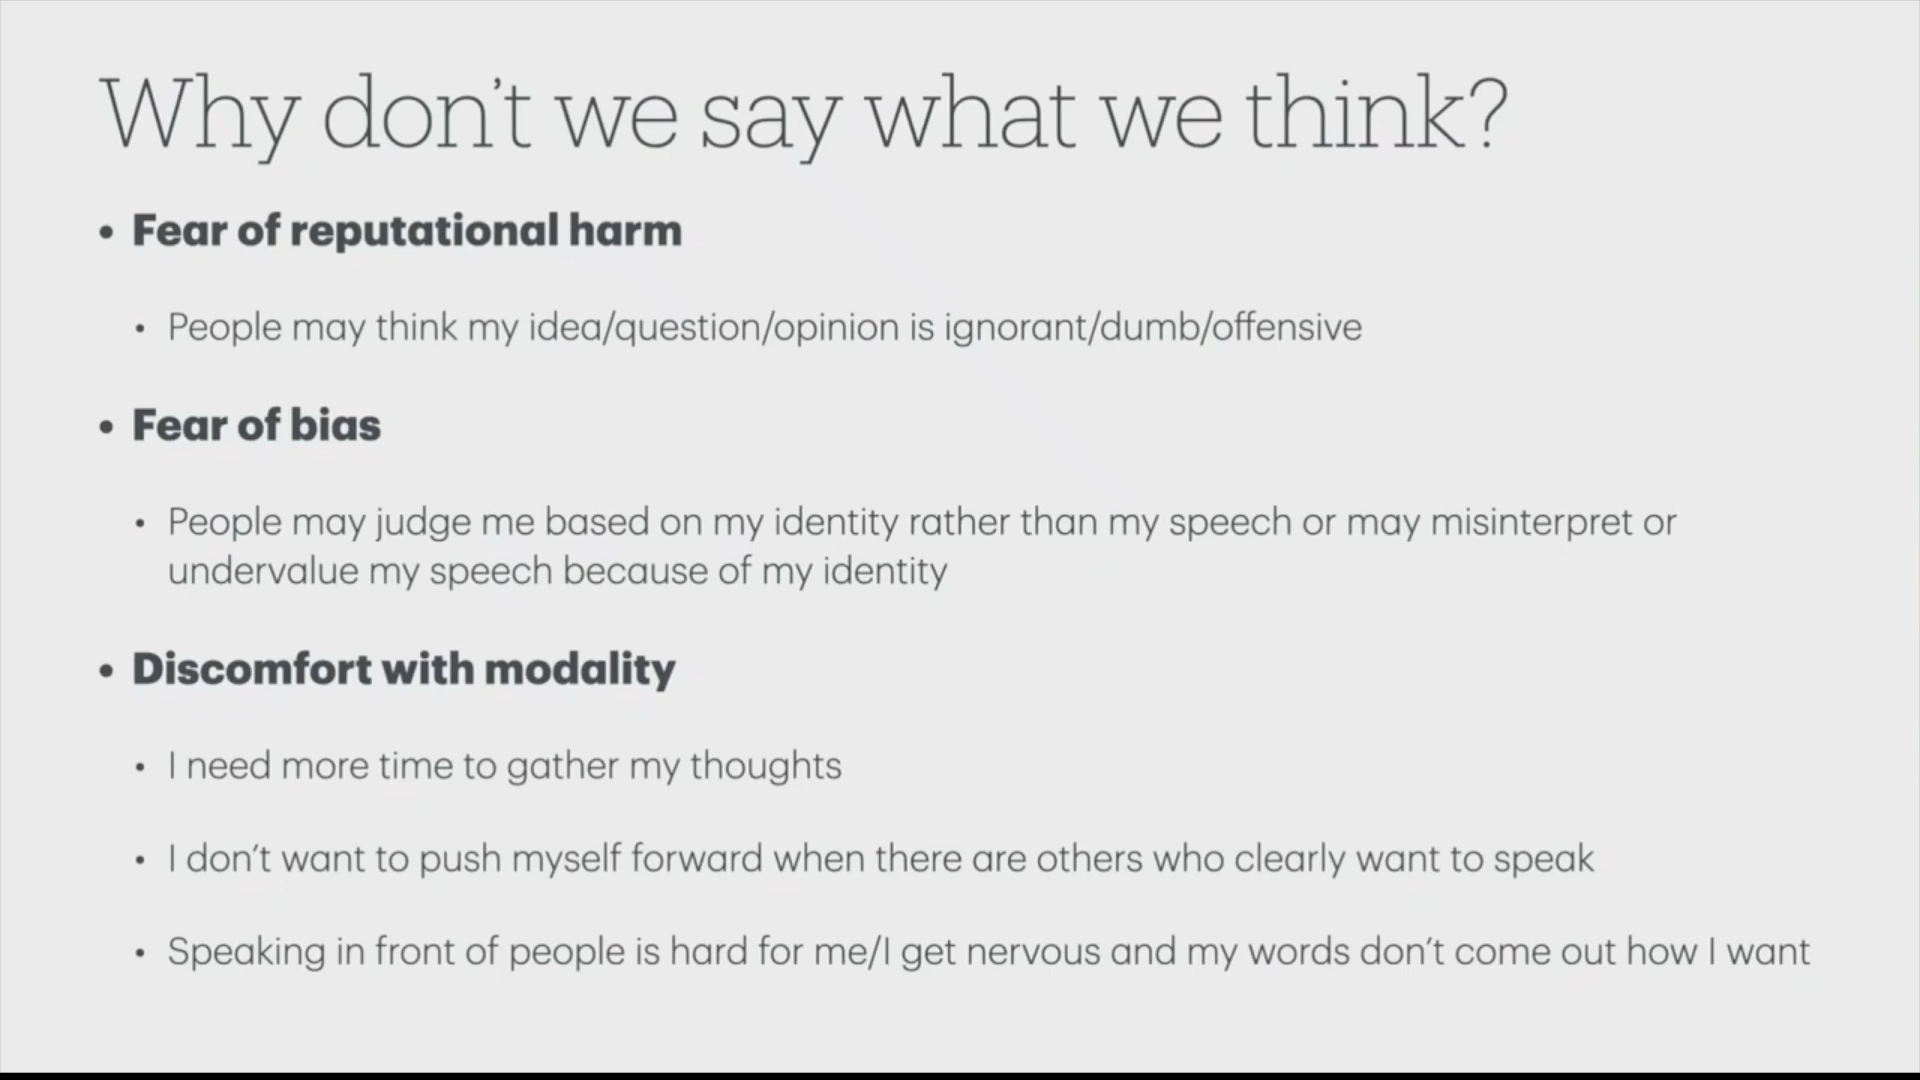 Why don't we say what we think?
• Fear of reputational harm
• People may think my idea/question/opinion is ignorant/dumb/offensive
• Fear of bias
• People may judge me based on my identity rather than my speech or may misinterpret or
undervalue my speech because of my identity
• Discomfort with modality
• I need more time to gather my thoughts
• I don't want to push myself forward when there are others who clearly want to speak
• Speaking in front of people is hard for me/I get nervous and my words don't come out how I want